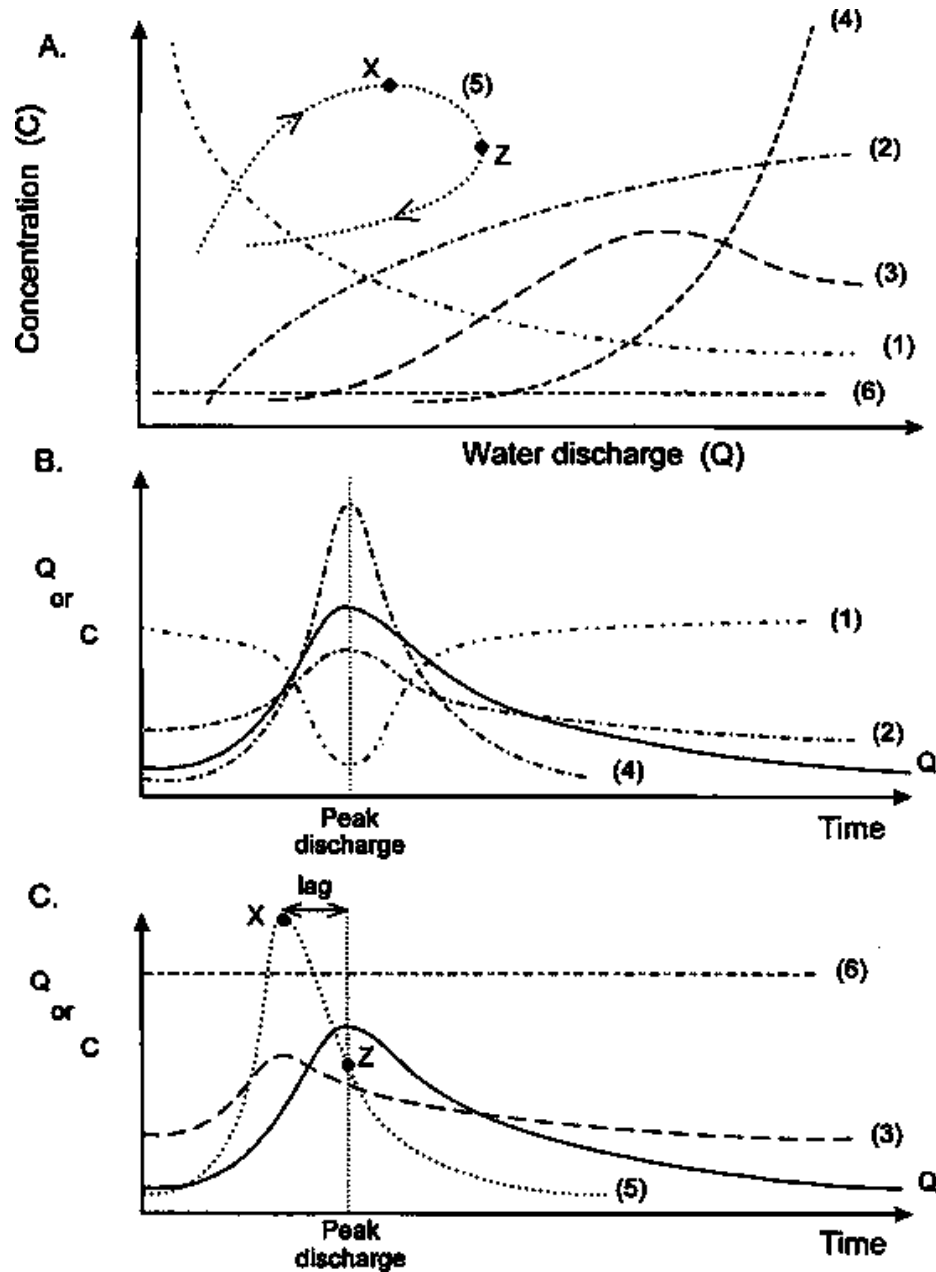 A.
Concentration (C)
X
(5)
Z
(4)
(2)
(3)
(1)
(6)
Water discharge (Q)
B.
Q
or
C
(1)
(2)
(4)
Q
Peak
discharge
Time
C.
lag
X
Q
or
C
(6)
Z
(3)
(5)
Q
Peak
discharge
Time